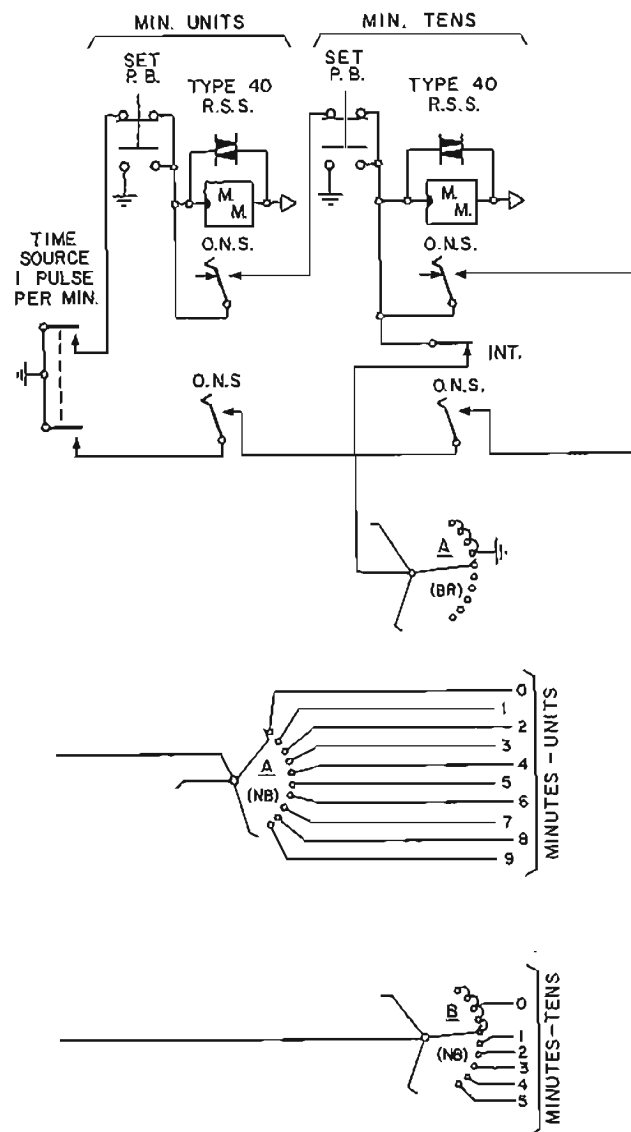 MIN. UNITS
MIN. TENS
SET
P.B.
TYPE 40
R.S.S.
SET
P.B.
TYPE 40
R.S.S.
M.
M.
M.
M.
O.N.S.
O.N.S.
TIME
SOURCE
1 PULSE
PER MIN.
INT.
O.N.S
O.N.S.
A
(BR)
0
1
2
3
4
5
6
7
8
9
A
(NB)
MINUTES-UNITS
B
(NB)
0
1
2
3
4
5
MINUTES-TENS